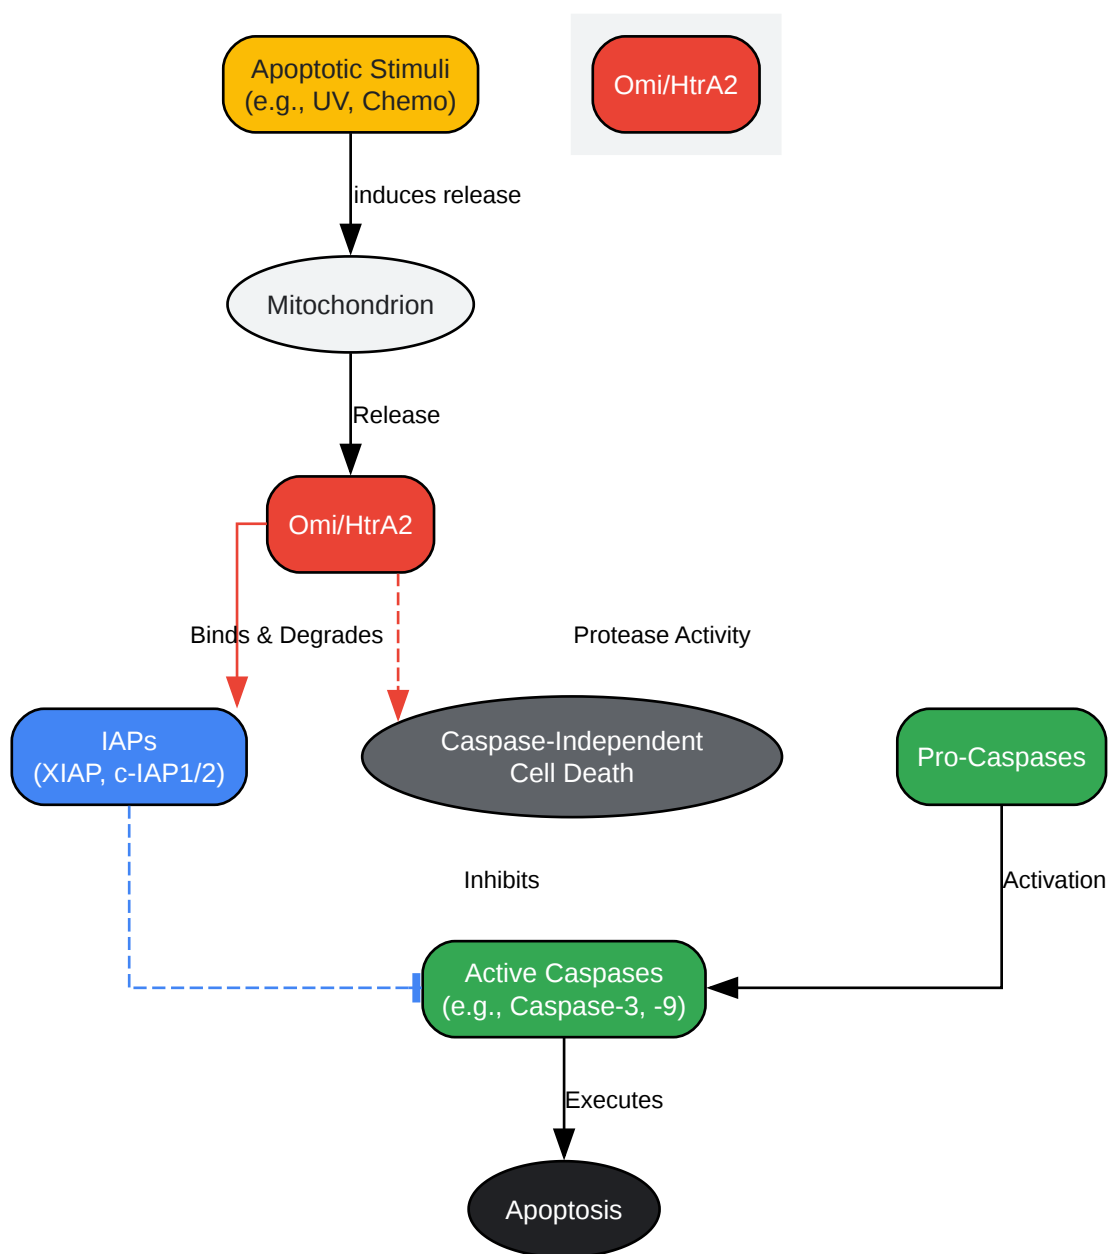 Apoptotic Stimuli
(e.g., UV, Chemo)
Omi/HtrA2
induces release
Mitochondrion
Release
Omi/HtrA2
Binds & Degrades
Protease Activity
IAPs
(XIAP, c-IAP1/2)
Caspase-Independent
Cell Death
Pro-Caspases
Inhibits
Activation
Active Caspases
(e.g., Caspase-3, -9)
Executes
Apoptosis